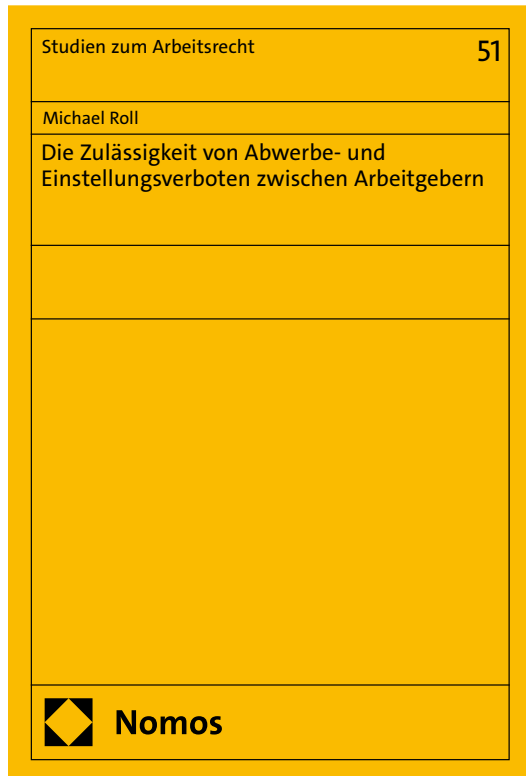 Studien zum Arbeitsrecht
51
Michael Roll
Die Zulässigkeit von Abwerbe- und
Einstellungsverboten zwischen Arbeitgebern
Nomos